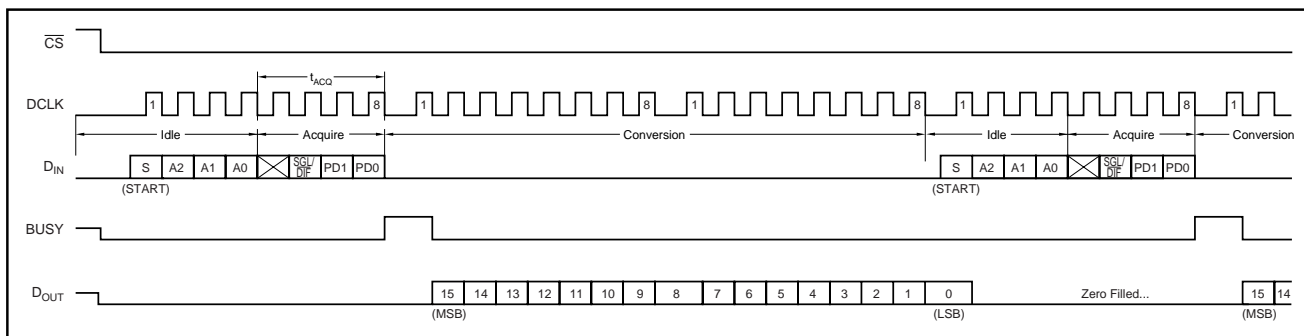 CS
tACQ
DCLK 1 8 1 8 1 8 1 8 1
Idle Acquire Conversion Idle Acquire Conversion
DIN S A2 A1 A0 SGL/DIF PD1 PD0 S A2 A1 A0 SGL/DIF PD1 PD0
(START) (START)
BUSY
DOUT 15 14 13 12 11 10 9 8 7 6 5 4 3 2 1 0 Zero Filled... 15 14
(MSB) (LSB) (MSB)